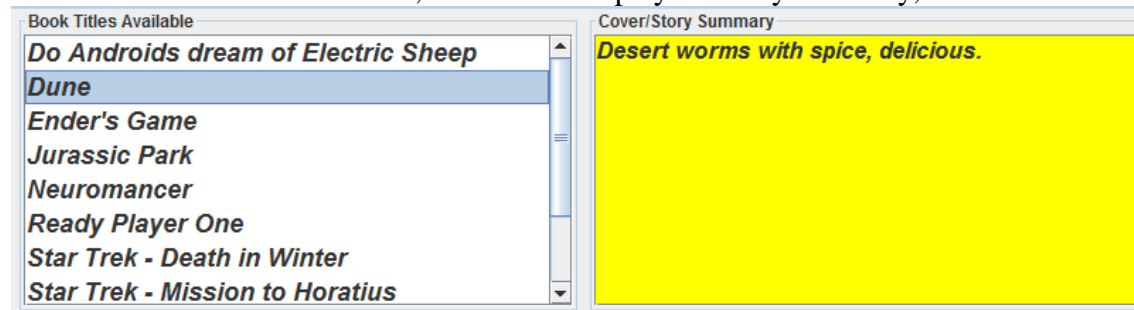 Book Titles Available
Do Androids dream of Electric Sheep
Dune
Ender's Game
Jurassic Park
Neuromancer
Ready Player One
Star Trek - Death in Winter
Star Trek - Mission to Horatius
Cover/Story Summary
Desert worms with spice, delicious.